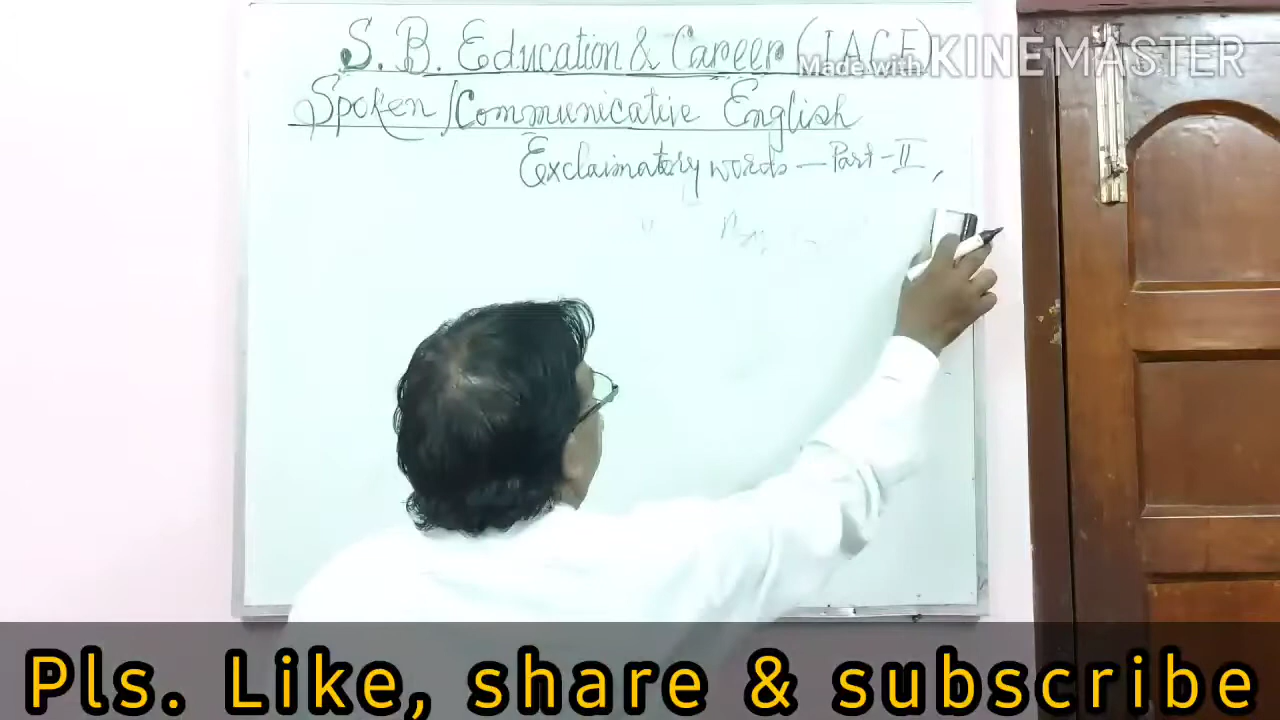 S. B. Education & Career (IACE)
Made with KINEMASTER
Spoken/Communicative English
Exclaimatory words — Part - II,
Pls. Like, share & subscribe